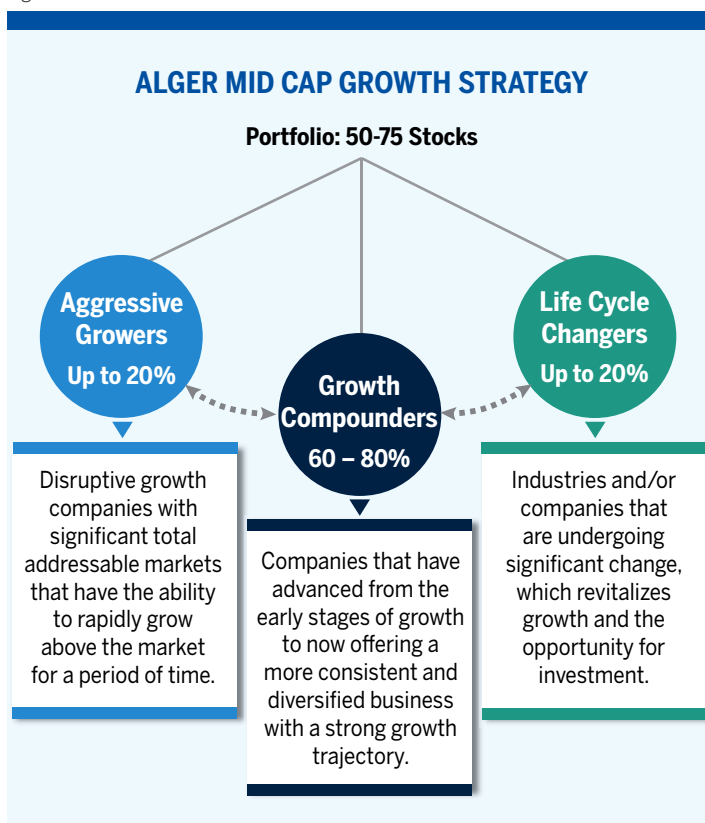 ALGER MID CAP GROWTH STRATEGY
Portfolio: 50-75 Stocks
Aggressive
Growers
Up to 20%
Growth
Compounders
60 – 80%
Life Cycle
Changers
Up to 20%
Disruptive growth
companies with
significant total
addressable markets
that have the ability
to rapidly grow
above the market
for a period of time.
Companies that have
advanced from the
early stages of growth
to now offering a
more consistent and
diversified business
with a strong growth
trajectory.
Industries and/or
companies that
are undergoing
significant change,
which revitalizes
growth and the
opportunity for
investment.